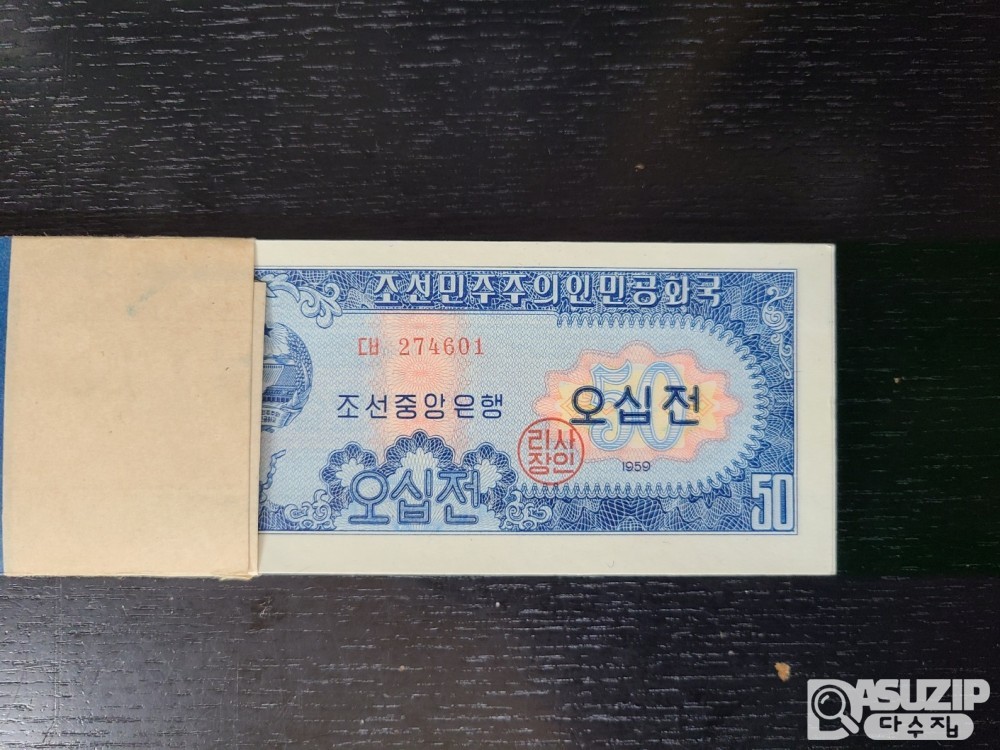 조선민주주의인민공화국
ㄷㅂ 274601
조선중앙은행
50
오십전
리사
장인
1959
오십전
50
ASUZIP
다수집